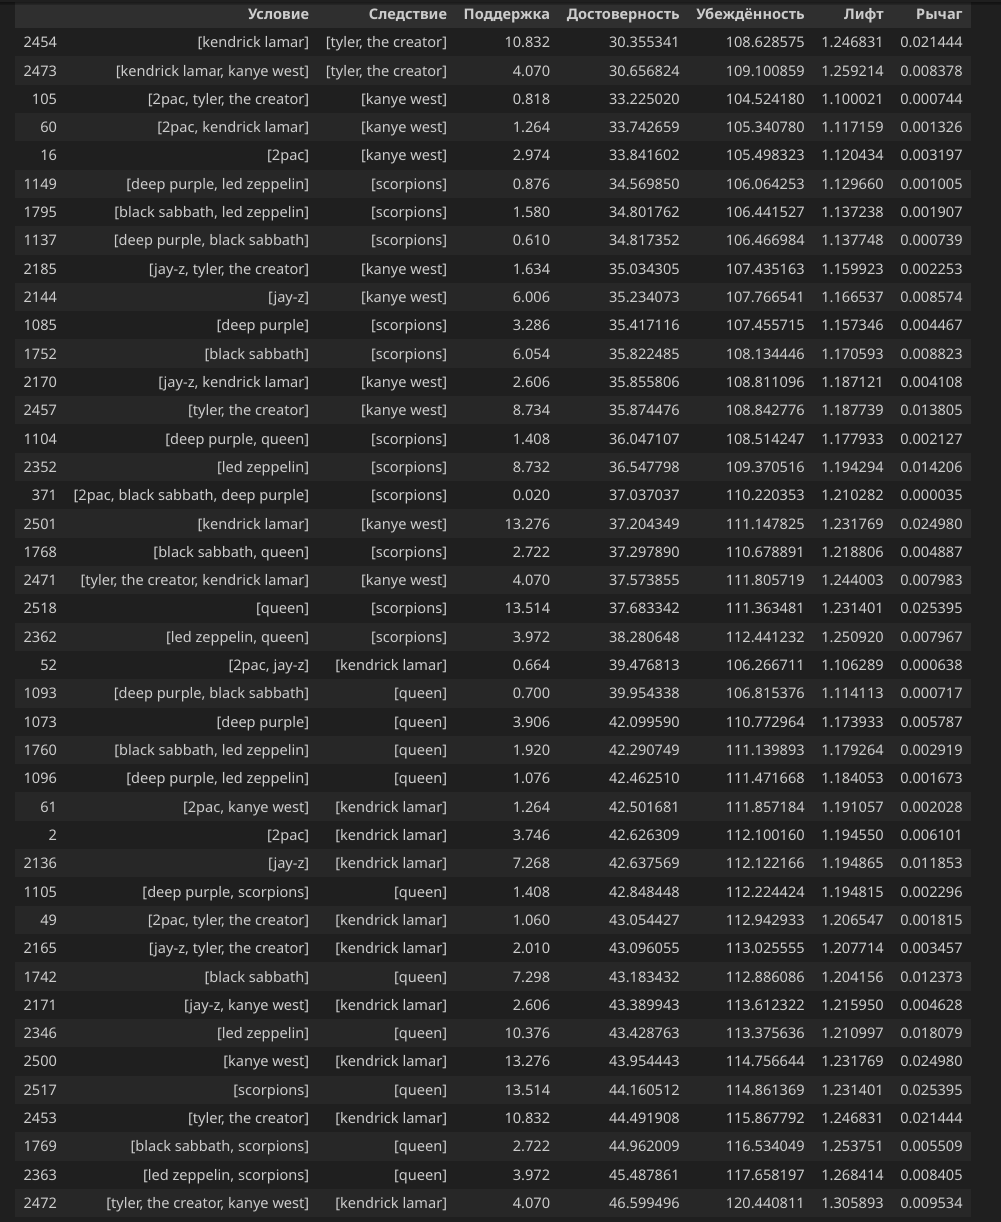 Условие Следствие Поддержка Достоверность Убеждённость Лифт Рычаг
2454 [kendrick lamar] [tyler, the creator] 10.832 30.355341 108.628575 1.246831 0.021444
2473 [kendrick lamar, kanye west] [tyler, the creator] 4.070 30.656824 109.100859 1.259214 0.008378
105 [2pac, tyler, the creator] [kanye west] 0.818 33.225020 104.524180 1.100021 0.000744
60 [2pac, kendrick lamar] [kanye west] 1.264 33.742659 105.340780 1.117159 0.001326
16 [2pac] [kanye west] 2.974 33.841602 105.498323 1.120434 0.003197
1149 [deep purple, led zeppelin] [scorpions] 0.876 34.569850 106.064253 1.129660 0.001005
1795 [black sabbath, led zeppelin] [scorpions] 1.580 34.801762 106.441527 1.137238 0.001907
1137 [deep purple, black sabbath] [scorpions] 0.610 34.817352 106.466984 1.137748 0.000739
2185 [jay-z, tyler, the creator] [kanye west] 1.634 35.034305 107.435163 1.159923 0.002253
2144 [jay-z] [kanye west] 6.006 35.234073 107.766541 1.166537 0.008574
1085 [deep purple] [scorpions] 3.286 35.417116 107.455715 1.157346 0.004467
1752 [black sabbath] [scorpions] 6.054 35.822485 108.134446 1.170593 0.008823
2170 [jay-z, kendrick lamar] [kanye west] 2.606 35.855806 108.811096 1.187121 0.004108
2457 [tyler, the creator] [kanye west] 8.734 35.874476 108.842776 1.187739 0.013805
1104 [deep purple, queen] [scorpions] 1.408 36.047107 108.514247 1.177933 0.002127
2352 [led zeppelin] [scorpions] 8.732 36.547798 109.370516 1.194294 0.014206
371 [2pac, black sabbath, deep purple] [scorpions] 0.020 37.037037 110.220353 1.210282 0.000035
2501 [kendrick lamar] [kanye west] 13.276 37.204349 111.147825 1.231769 0.024980
1768 [black sabbath, queen] [scorpions] 2.722 37.297890 110.678891 1.218806 0.004887
2471 [tyler, the creator, kendrick lamar] [kanye west] 4.070 37.573855 111.805719 1.244003 0.007983
2518 [queen] [scorpions] 13.514 37.683342 111.363481 1.231401 0.025395
2362 [led zeppelin, queen] [scorpions] 3.972 38.280648 112.441232 1.250920 0.007967
52 [2pac, jay-z] [kendrick lamar] 0.664 39.476813 106.266711 1.106289 0.000638
1093 [deep purple, black sabbath] [queen] 0.700 39.954338 106.815376 1.114113 0.000717
1073 [deep purple] [queen] 3.906 42.099590 110.772964 1.173933 0.005787
1760 [black sabbath, led zeppelin] [queen] 1.920 42.290749 111.139893 1.179264 0.002919
1096 [deep purple, led zeppelin] [queen] 1.076 42.462510 111.471668 1.184053 0.001673
61 [2pac, kanye west] [kendrick lamar] 1.264 42.501681 111.857184 1.191057 0.002028
2 [2pac] [kendrick lamar] 3.746 42.626309 112.100160 1.194550 0.006101
2136 [jay-z] [kendrick lamar] 7.268 42.637569 112.122166 1.194865 0.011853
1105 [deep purple, scorpions] [queen] 1.408 42.848448 112.224424 1.194815 0.002296
49 [2pac, tyler, the creator] [kendrick lamar] 1.060 43.054427 112.942933 1.206547 0.001815
2165 [jay-z, tyler, the creator] [kendrick lamar] 2.010 43.096055 113.025555 1.207714 0.003457
1742 [black sabbath] [queen] 7.298 43.183432 112.886086 1.204156 0.012373
2171 [jay-z, kanye west] [kendrick lamar] 2.606 43.389943 113.612322 1.215950 0.004628
2346 [led zeppelin] [queen] 10.376 43.428763 113.375636 1.210997 0.018079
2500 [kanye west] [kendrick lamar] 13.276 43.954443 114.756644 1.231769 0.024980
2517 [scorpions] [queen] 13.514 44.160512 114.861369 1.231401 0.025395
2453 [tyler, the creator] [kendrick lamar] 10.832 44.491908 115.867792 1.246831 0.021444
1769 [black sabbath, scorpions] [queen] 2.722 44.962009 116.534049 1.253751 0.005509
2363 [led zeppelin, scorpions] [queen] 3.972 45.487861 117.658197 1.268414 0.008405
2472 [tyler, the creator, kanye west] [kendrick lamar] 4.070 46.599496 120.440811 1.305893 0.009534